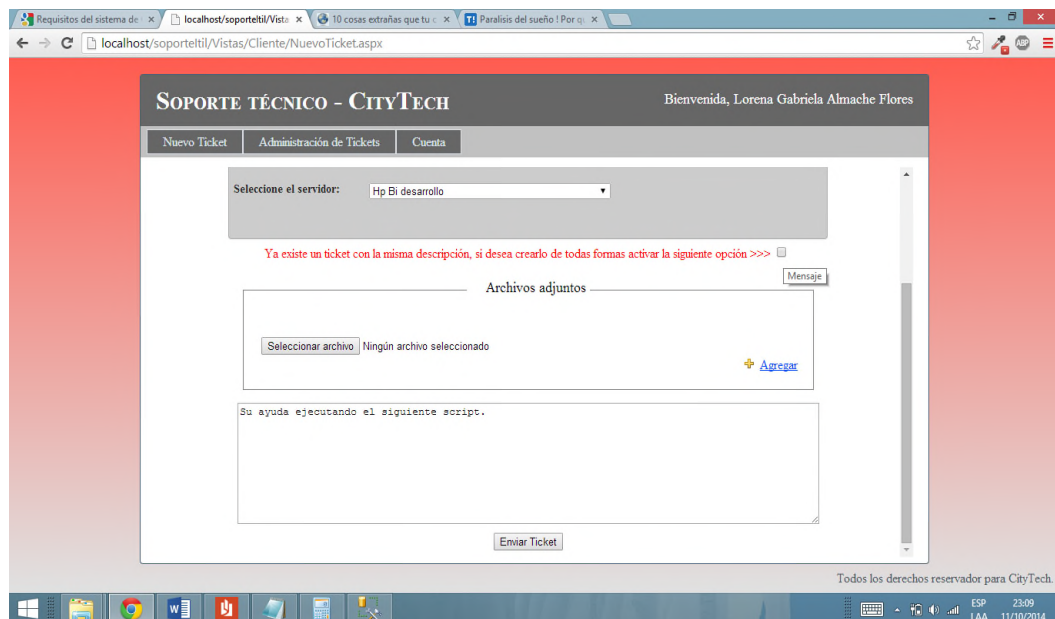 Requisitos del sistema de
localhost/soporteltil/Vista
10 cosas extrañas que tu c
Paralisis del sueño ! Por qu
localhost/soporteltil/Vistas/Cliente/NuevoTicket.aspx
ABP
SOPORTE TÉCNICO - CITYTECH
Bienvenida, Lorena Gabriela Almache Flores
Nuevo Ticket
Administración de Tickets
Cuenta
Seleccione el servidor:
Hp Bi desarrollo
Ya existe un ticket con la misma descripción, si desea crearlo de todas formas activar la siguiente opción >>>
Mensaje
Archivos adjuntos
Seleccionar archivo
Ningún archivo seleccionado
Agregar
Su ayuda ejecutando el siguiente script.
Enviar Ticket
Todos los derechos reservador para CityTech.
ESP
23:09
LAA
11/10/2014